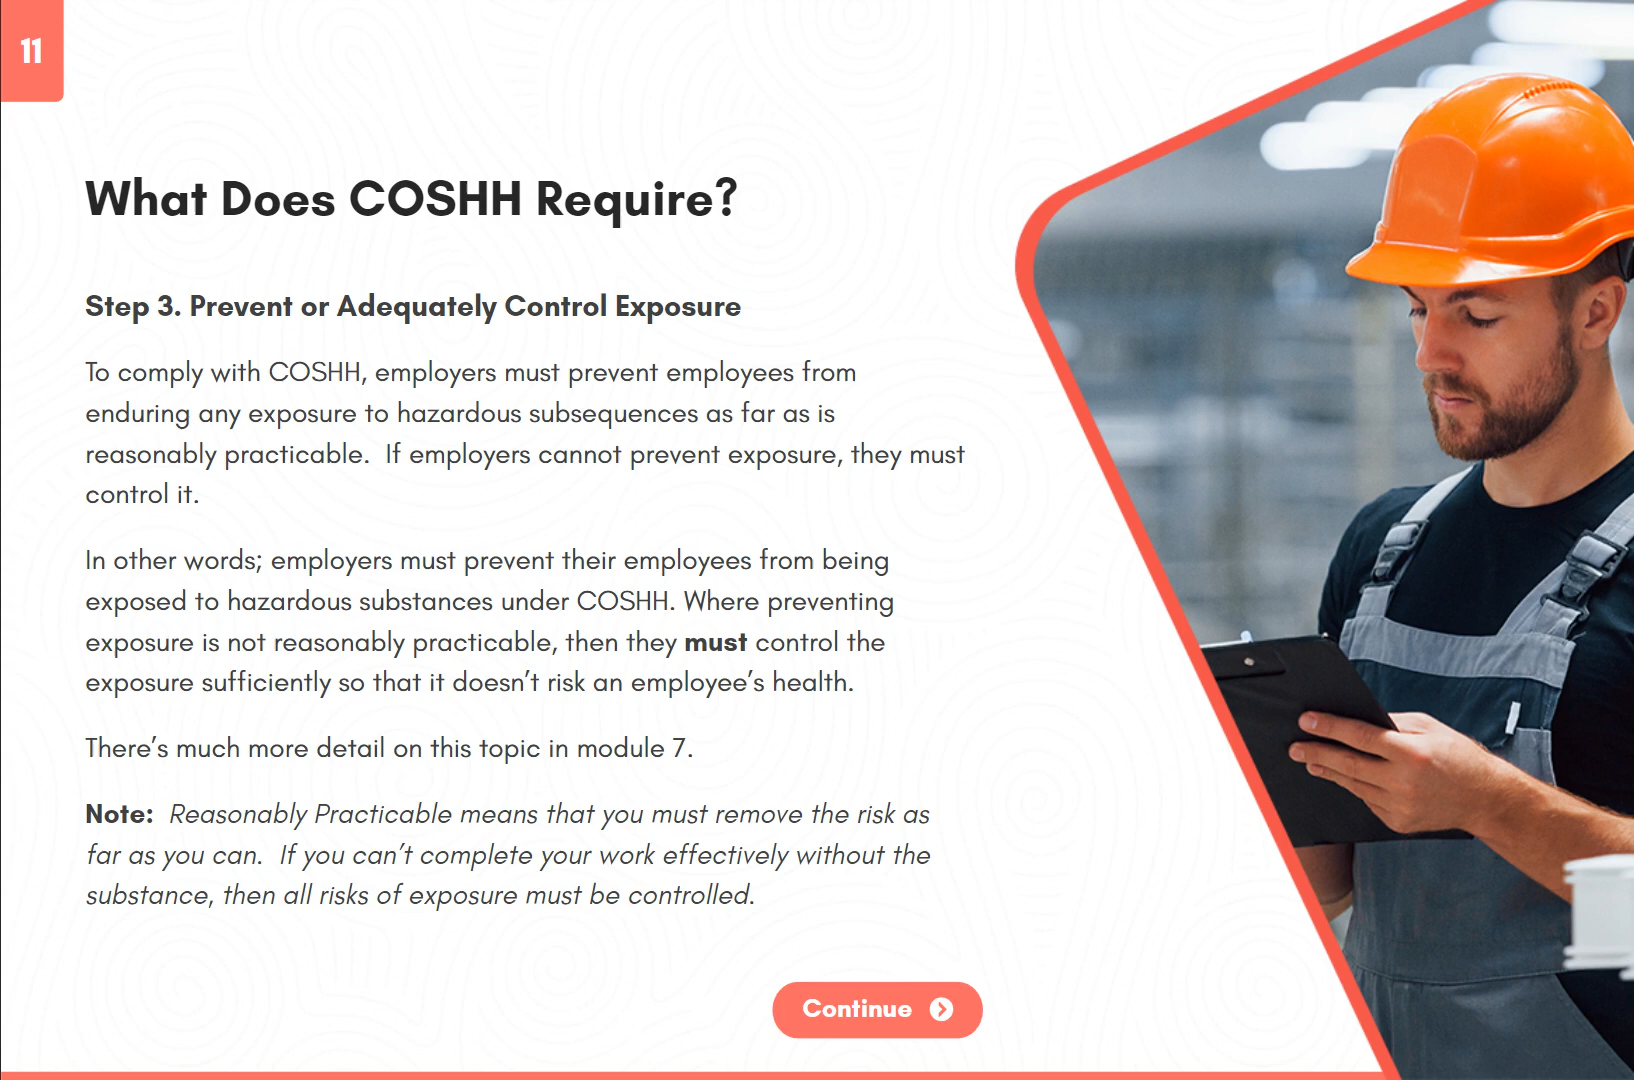 11
What Does COSHH Require?
Step 3. Prevent or Adequately Control Exposure
To comply with COSHH, employers must prevent employees from
enduring any exposure to hazardous subsequences as far as is
reasonably practicable.  If employers cannot prevent exposure, they must
control it.
In other words; employers must prevent their employees from being
exposed to hazardous substances under COSHH. Where preventing
exposure is not reasonably practicable, then they must control the
exposure sufficiently so that it doesn’t risk an employee’s health.
There’s much more detail on this topic in module 7.
Note:  Reasonably Practicable means that you must remove the risk as
far as you can.  If you can’t complete your work effectively without the
substance, then all risks of exposure must be controlled.
Continue